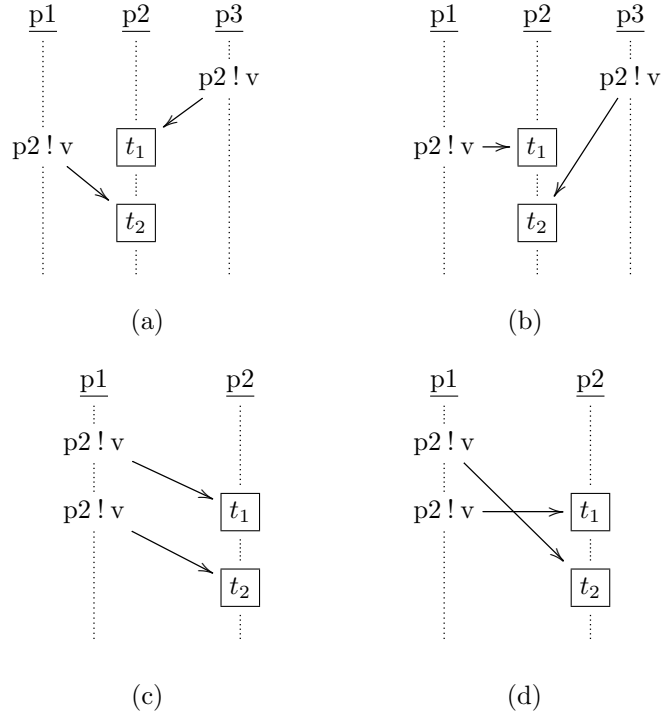 p1 p2 p3
p2 ! v
p2 ! v t₁
t₂
(a)
p1 p2 p3
p2 ! v
p2 ! v t₁
t₂
(b)
p1 p2
p2 ! v
p2 ! v t₁
t₂
(c)
p1 p2
p2 ! v
p2 ! v t₁
t₂
(d)